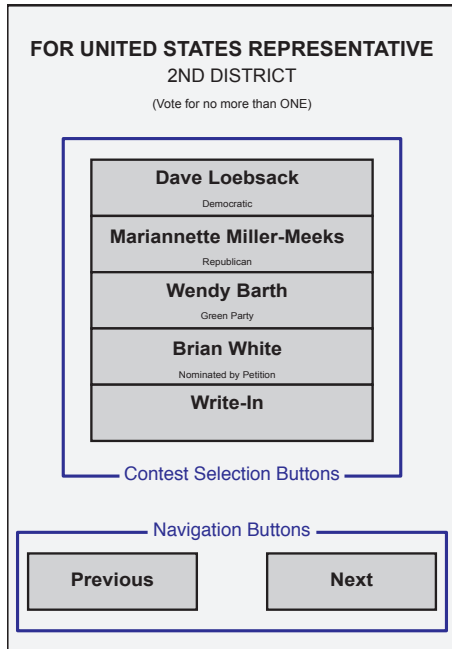 FOR UNITED STATES REPRESENTATIVE
2ND DISTRICT
(Vote for no more than ONE)
Dave Loebsack
Democratic
Mariannette Miller-Meeks
Republican
Wendy Barth
Green Party
Brian White
Nominated by Petition
Write-In
Contest Selection Buttons
Navigation Buttons
Previous
Next